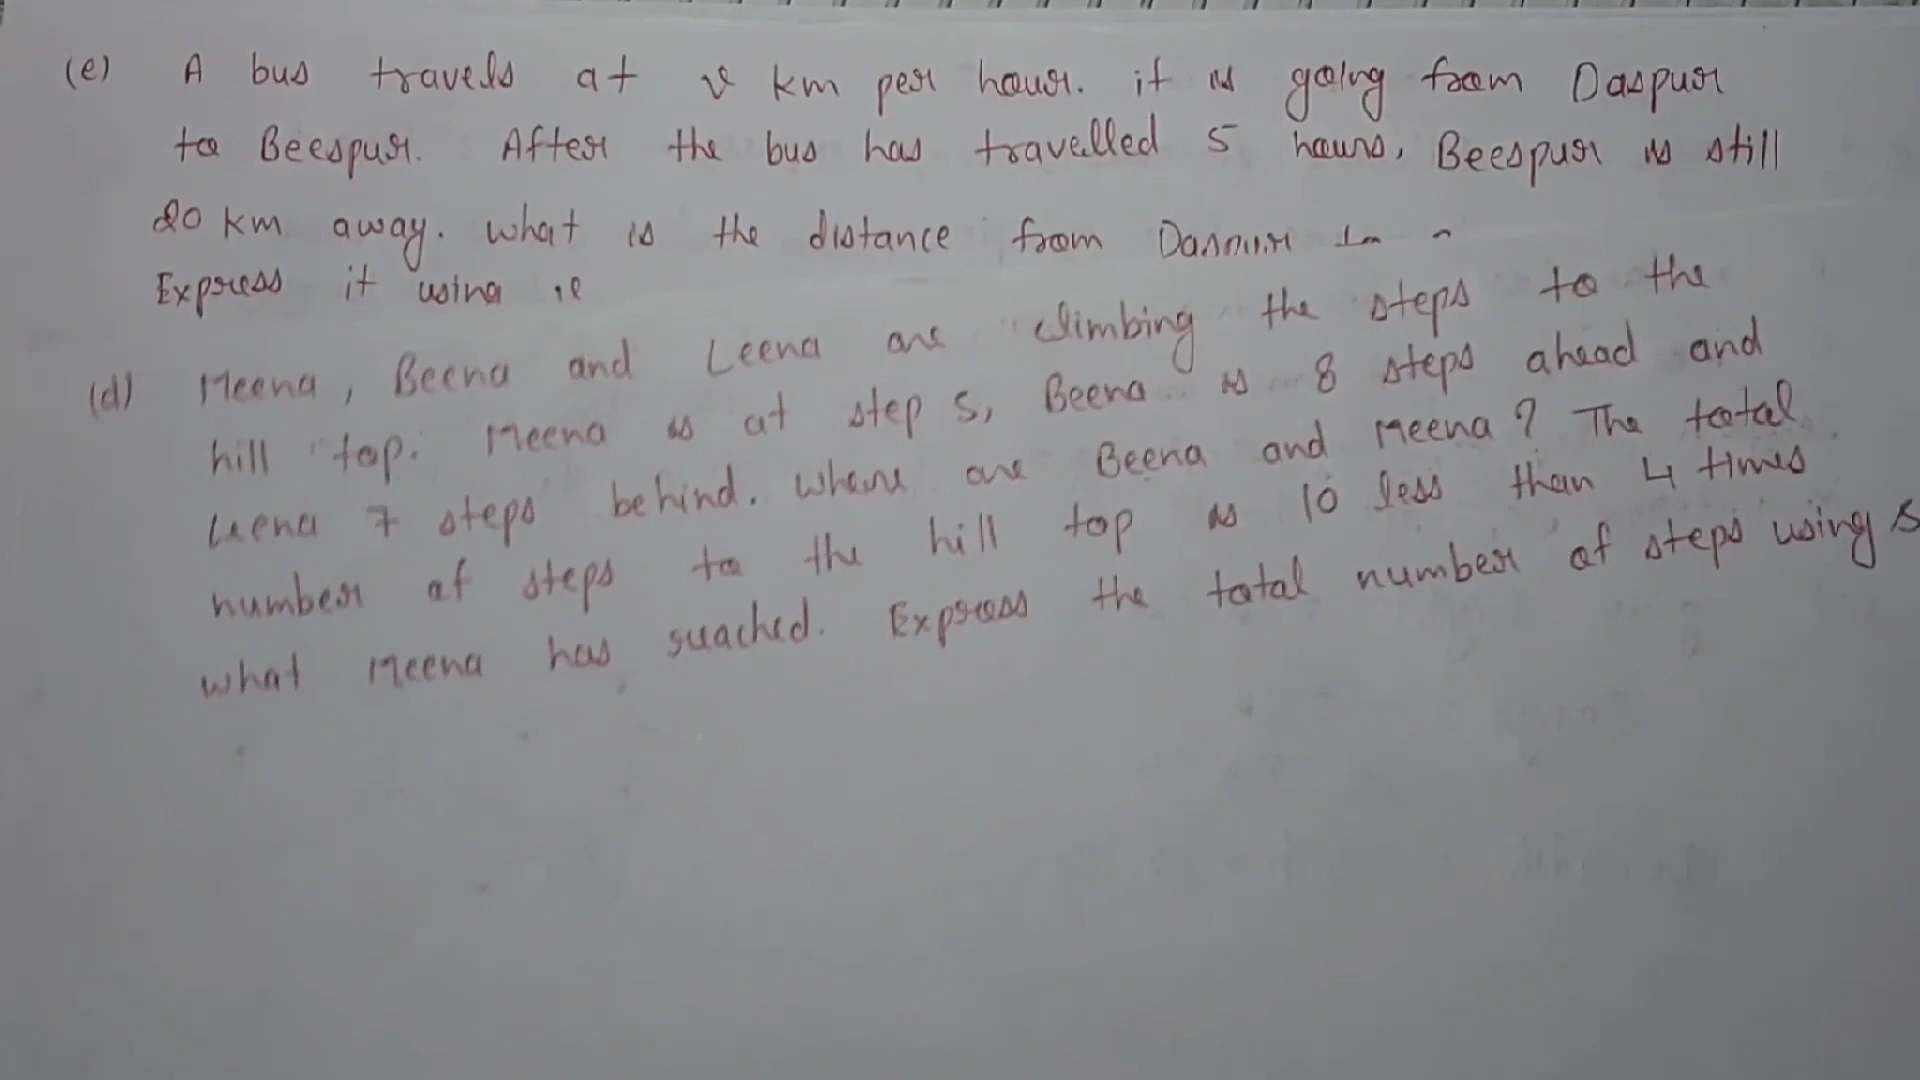 (e) A bus travels at v km per hour. it is going from Daspur
to Beespur. After the bus has travelled 5 hours, Beespur is still
20 km away. what is the distance from
Express it using
(d) Meena, Beena and Leena are climbing the steps to the
hill top. Meena is at step s, Beena is 8 steps ahead and
Leena 7 steps behind. where are Beena and Meena? The total
number of steps to the hill top is 10 less than 4 times
what Meena has reached. Express the total number of steps using s